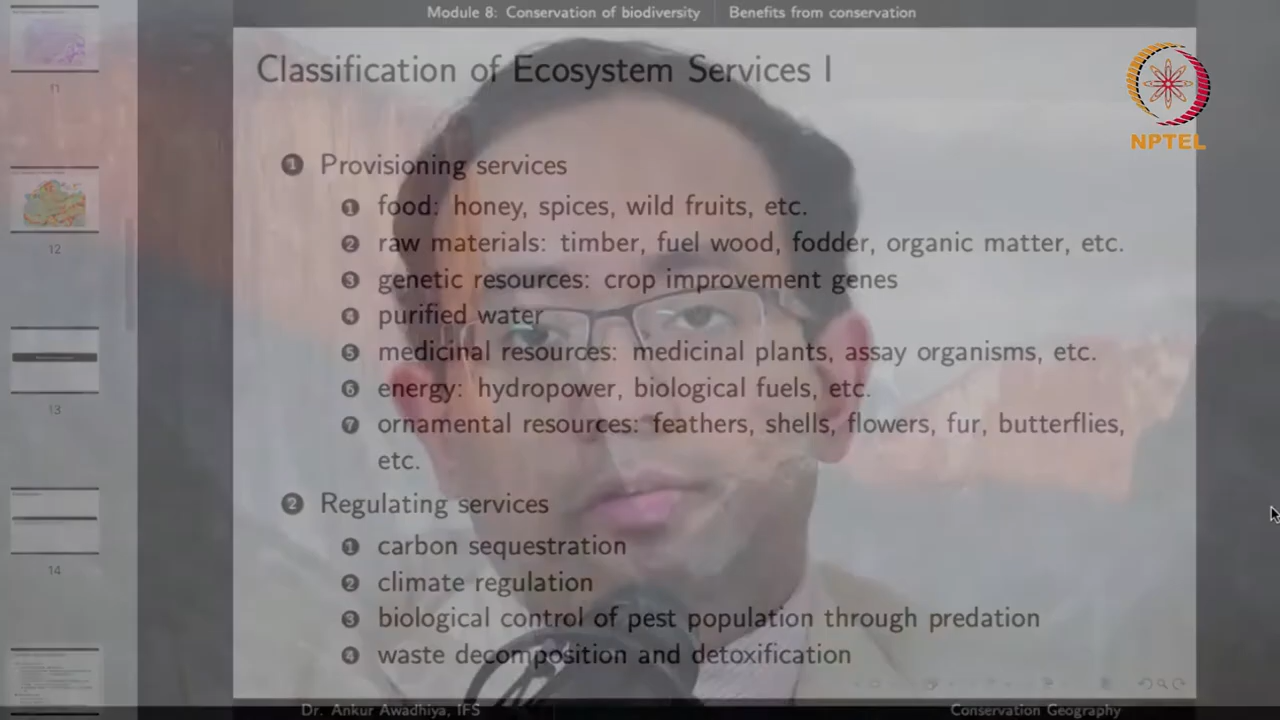 Module 8: Conservation of biodiversity Benefits from conservation
Classification of Ecosystem Services I
NPTEL
1 Provisioning services
1 food: honey, spices, wild fruits, etc.
2 raw materials: timber, fuel wood, fodder, organic matter, etc.
3 genetic resources: crop improvement genes
4 purified water
5 medicinal resources: medicinal plants, assay organisms, etc.
6 energy: hydropower, biological fuels, etc.
7 ornamental resources: feathers, shells, flowers, fur, butterflies,
etc.
2 Regulating services
1 carbon sequestration
2 climate regulation
3 biological control of pest population through predation
4 waste decomposition and detoxification
Dr. Ankur Awadhiya, IFS Conservation Geography
11
12
13
14